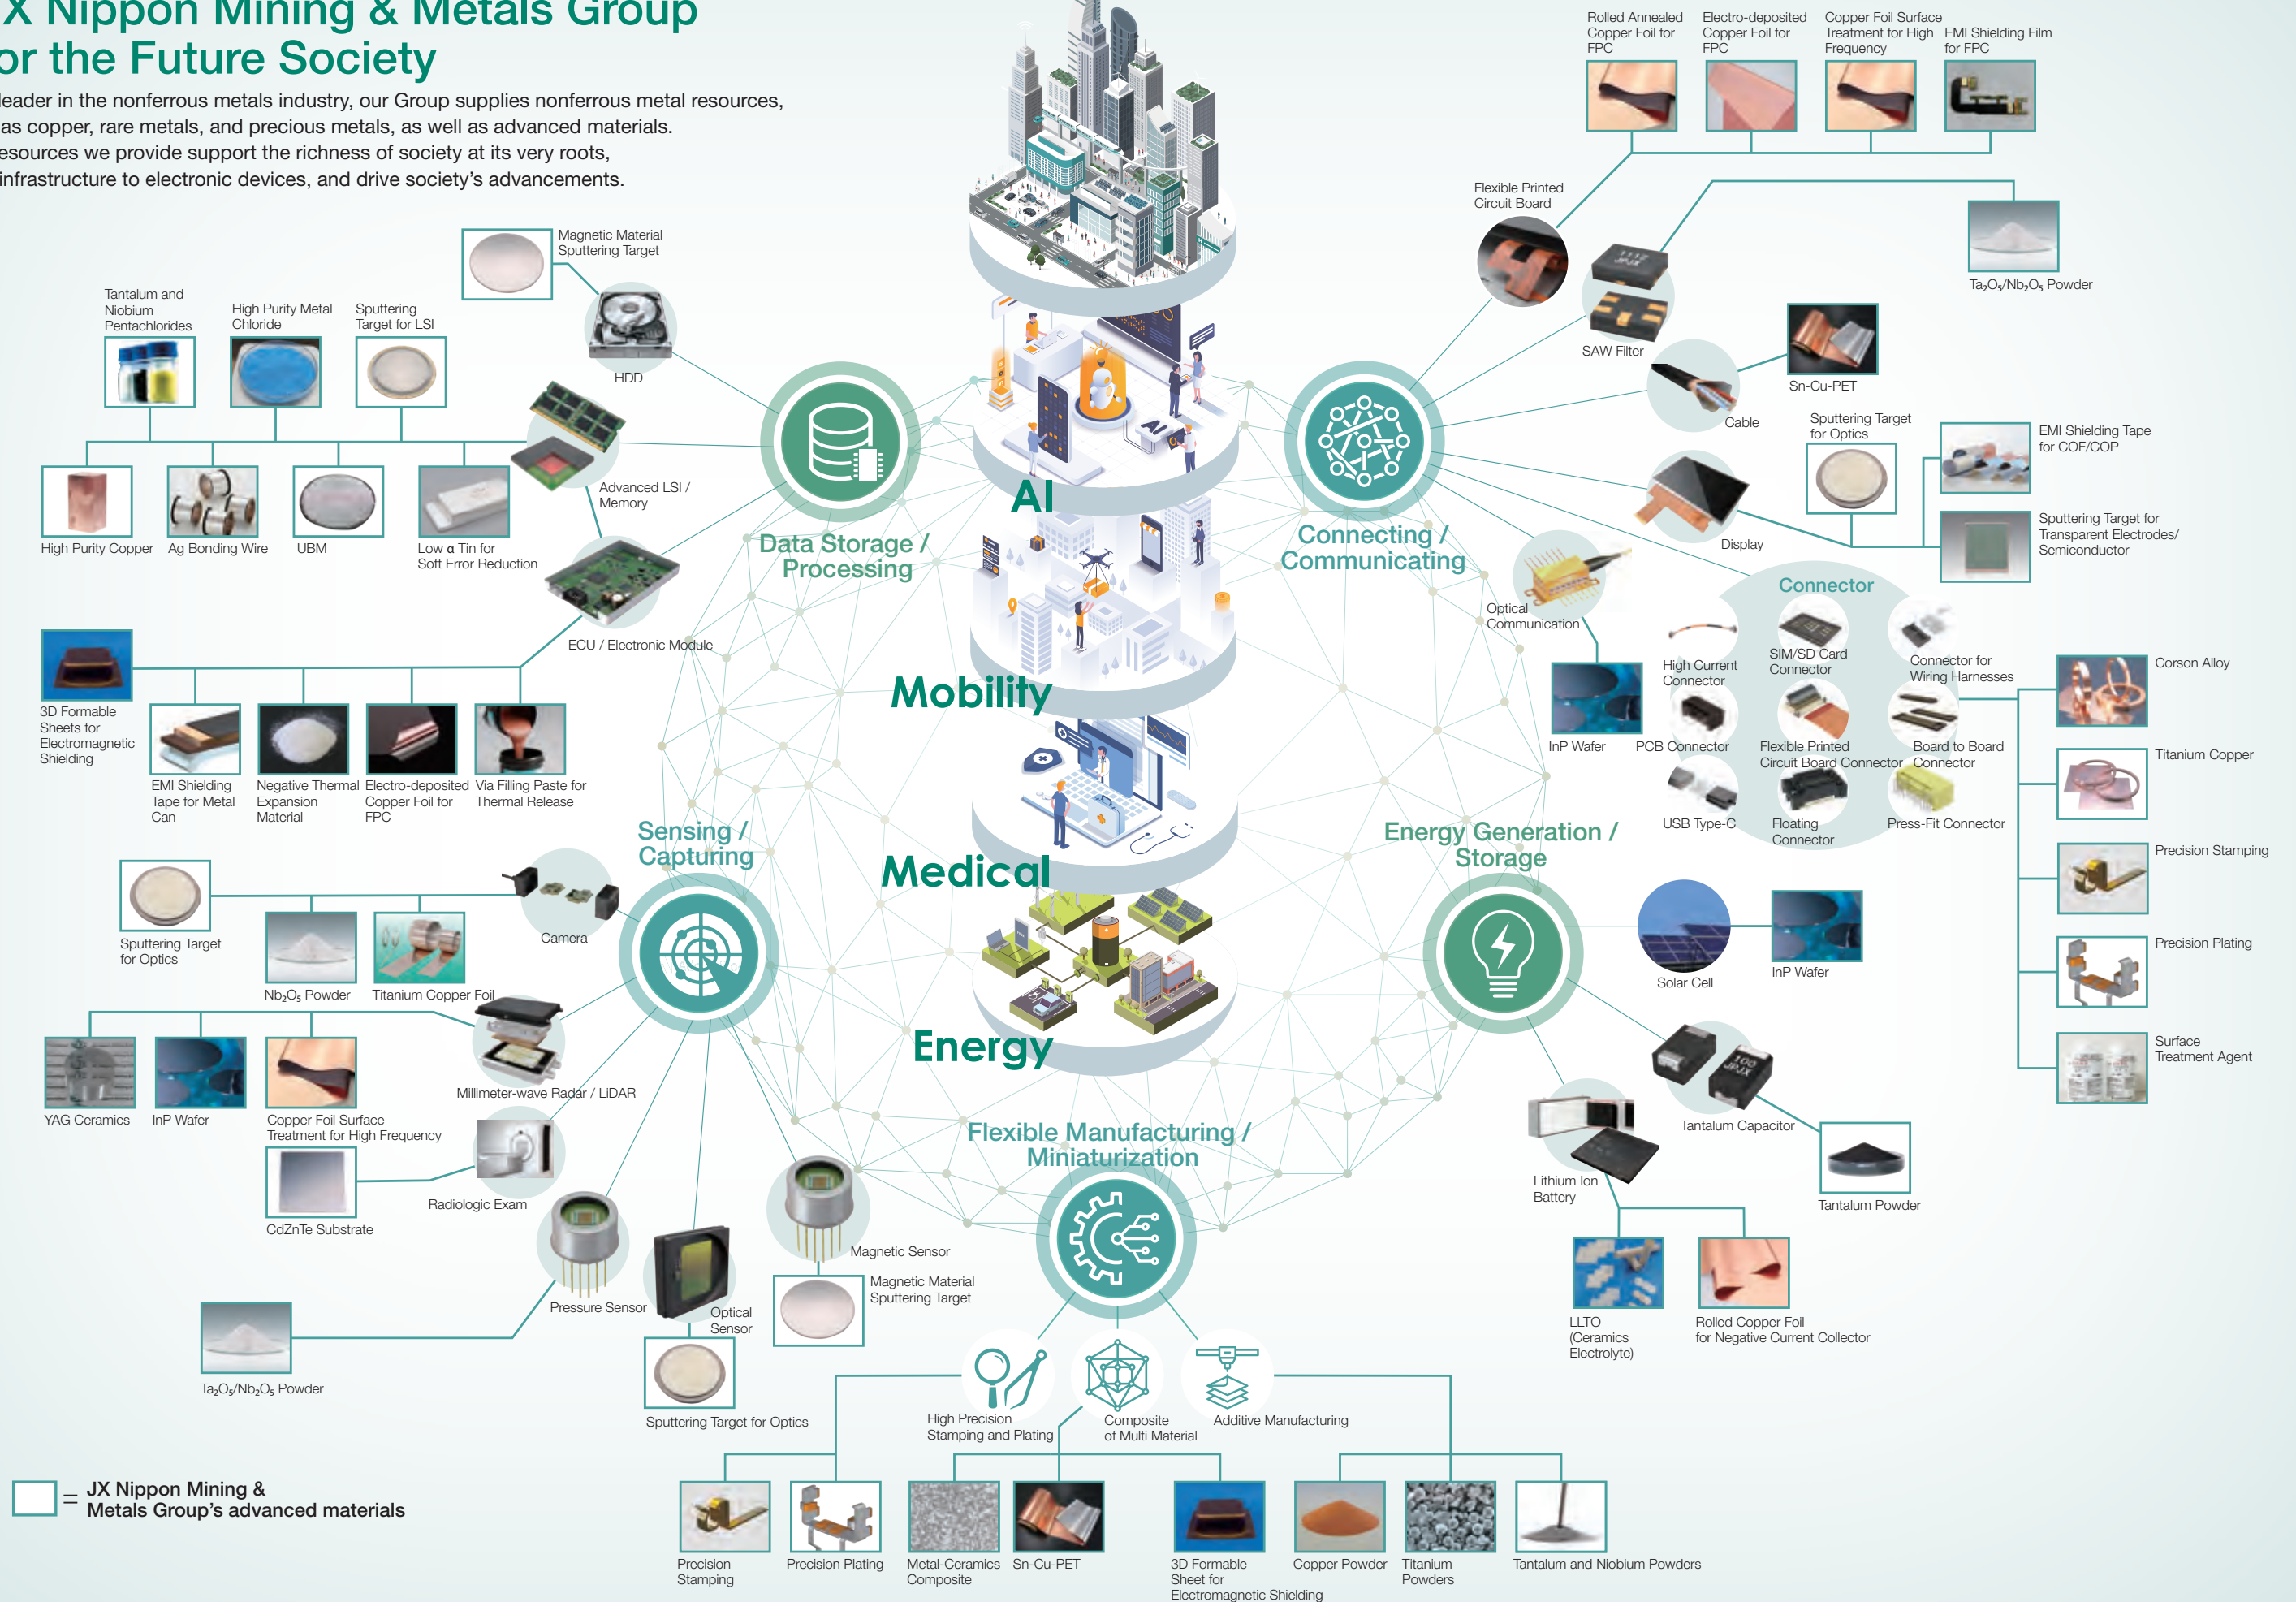 X Nippon Mining & Metals Group
or the Future Society
leader in the nonferrous metals industry, our Group supplies nonferrous metal resources,
as copper, rare metals, and precious metals, as well as advanced materials.
esources we provide support the richness of society at its very roots,
infrastructure to electronic devices, and drive society's advancements.
Magnetic Material
Sputtering Target
HDD
Tantalum and
Niobium
Pentachlorides
High Purity Metal
Chloride
Sputtering
Target for LSI
High Purity Copper
Ag Bonding Wire
UBM
Low α Tin for
Soft Error Reduction
Advanced LSI /
Memory
ECU / Electronic Module
Data Storage /
Processing
3D Formable
Sheets for
Electromagnetic
Shielding
EMI Shielding
Tape for Metal
Can
Negative Thermal
Expansion
Material
Electro-deposited
Copper Foil for
FPC
Via Filling Paste for
Thermal Release
AI
AI
Mobility
Medical
Energy
Connecting /
Communicating
Rolled Annealed
Copper Foil for
FPC
Electro-deposited
Copper Foil for
FPC
Copper Foil Surface
Treatment for High
Frequency
EMI Shielding Film
for FPC
Flexible Printed
Circuit Board
1112
JPJX
SAW Filter
Ta₂O₅/Nb₂O₅ Powder
Sn-Cu-PET
Cable
Sputtering Target
for Optics
EMI Shielding Tape
for COF/COP
Sputtering Target for
Transparent Electrodes/
Semiconductor
Display
Optical
Communication
InP Wafer
Connector
High Current
Connector
SIM/SD Card
Connector
Connector for
Wiring Harnesses
PCB Connector
Flexible Printed
Circuit Board Connector
Board to Board
Connector
USB Type-C
Floating
Connector
Press-Fit Connector
Corson Alloy
Titanium Copper
Precision Stamping
Precision Plating
Surface
Treatment Agent
Sensing /
Capturing
Sputtering Target
for Optics
Nb₂O₅ Powder
Titanium Copper Foil
Camera
YAG Ceramics
InP Wafer
Copper Foil Surface
Treatment for High Frequency
Millimeter-wave Radar / LiDAR
CdZnTe Substrate
Radiologic Exam
Ta₂O₅/Nb₂O₅ Powder
Pressure Sensor
Optical
Sensor
Sputtering Target for Optics
Magnetic Sensor
Magnetic Material
Sputtering Target
Energy Generation /
Storage
Solar Cell
InP Wafer
106
JPJX
Tantalum Capacitor
Tantalum Powder
Lithium Ion
Battery
LLTO
(Ceramics
Electrolyte)
Rolled Copper Foil
for Negative Current Collector
Flexible Manufacturing /
Miniaturization
High Precision
Stamping and Plating
Composite
of Multi Material
Additive Manufacturing
Precision
Stamping
Precision Plating
Metal-Ceramics
Composite
Sn-Cu-PET
3D Formable
Sheet for
Electromagnetic Shielding
Copper Powder
Titanium
Powders
Tantalum and Niobium Powders
= JX Nippon Mining &
Metals Group's advanced materials